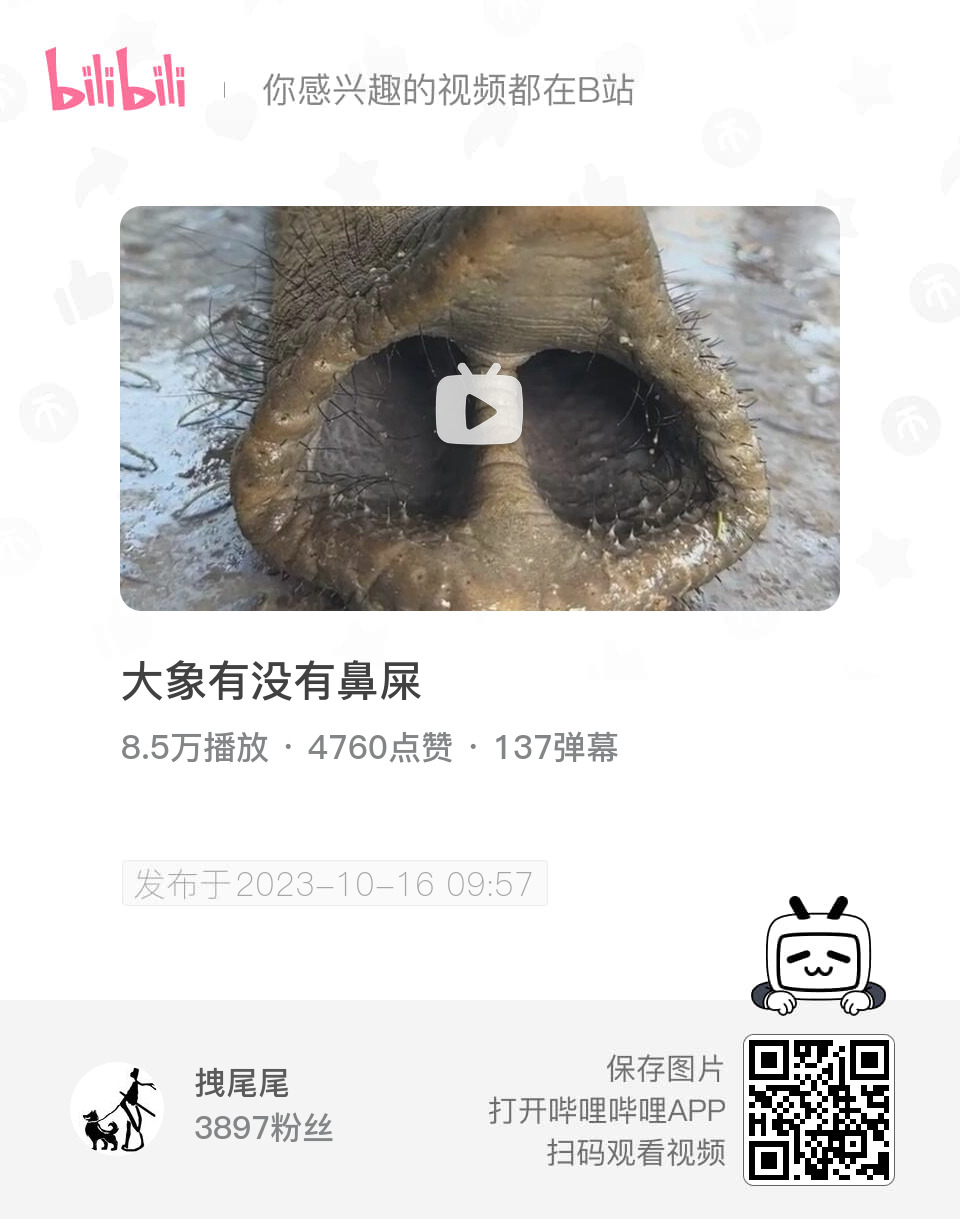 bilibili
你感兴趣的视频都在B站
大象有没有鼻屎
8.5万播放 · 4760点赞 · 137弹幕
发布于2023-10-16 09:57
拽尾尾
3897粉丝
保存图片
打开哔哩哔哩APP
扫码观看视频